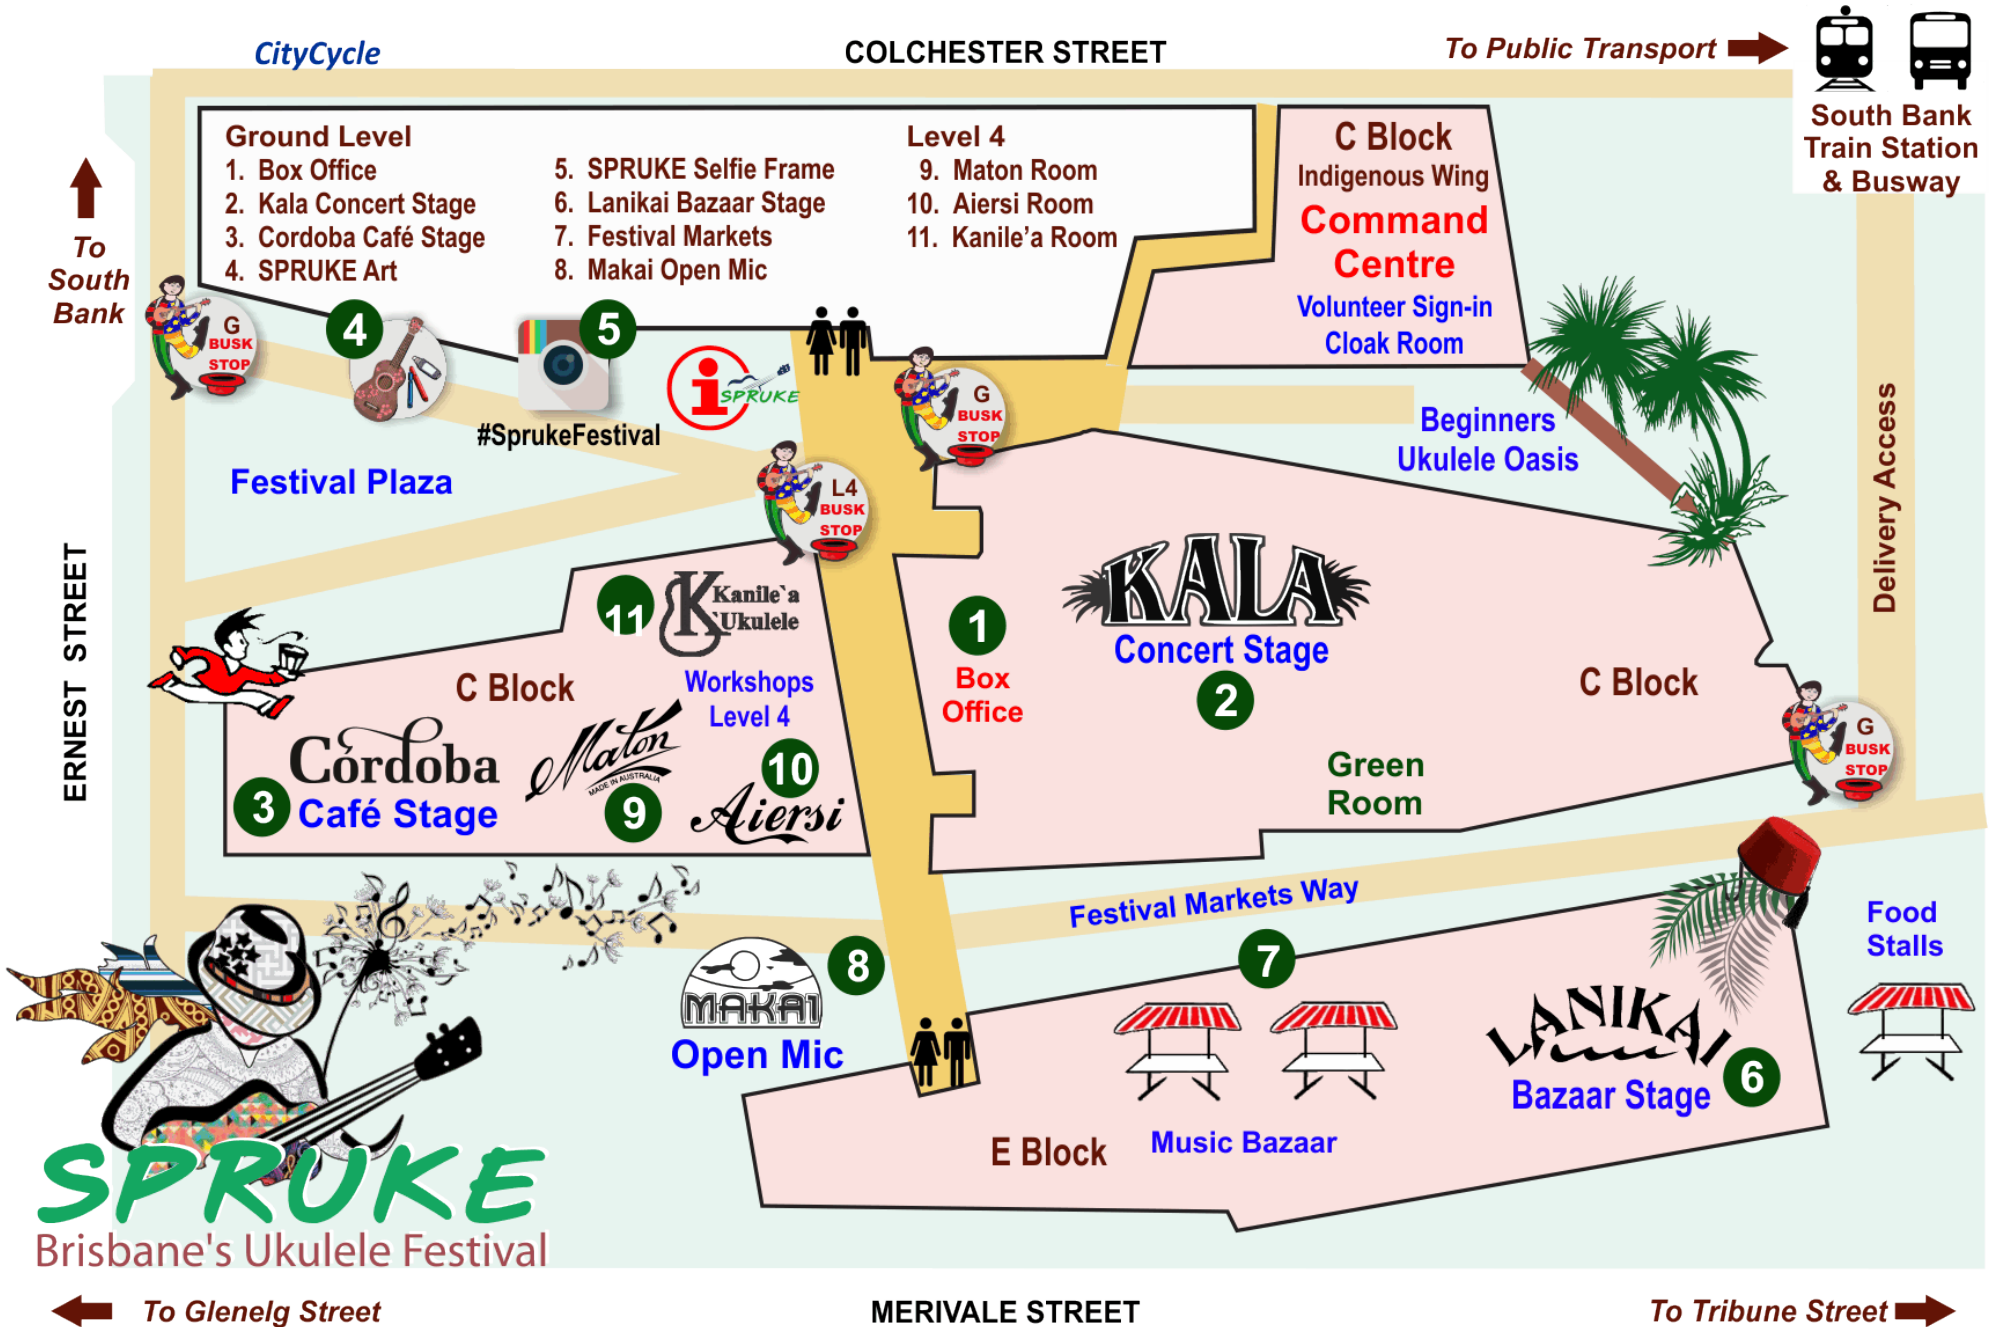 CityCycle
COLCHESTER STREET
To Public Transport
South Bank
Train Station
& Busway
Ground Level
1. Box Office
2. Kala Concert Stage
3. Cordoba Café Stage
4. SPRUKE Art
5. SPRUKE Selfie Frame
6. Lanikai Bazaar Stage
7. Festival Markets
8. Makai Open Mic
Level 4
9. Maton Room
10. Aiersi Room
11. Kanile'a Room
C Block
Indigenous Wing
Command
Centre
Volunteer Sign-in
Cloak Room
To
South
Bank
G
BUSK
STOP
4
5
#SprukeFestival
i
SPRUKE
G
BUSK
STOP
Beginners
Ukulele Oasis
Delivery Access
Festival Plaza
L4
BUSK
STOP
ERNEST STREET
11
K
Kanile`a
`Ukulele
C Block
Workshops
Level 4
Córdoba
3
Café Stage
Maton
MADE IN AUSTRALIA
9
10
Aiersi
1
Box
Office
KALA
Concert Stage
2
C Block
Green
Room
G
BUSK
STOP
Festival Markets Way
Food
Stalls
8
MAKAI
Open Mic
7
LANIKAI
Bazaar Stage
6
E Block
Music Bazaar
SPRUKE
Brisbane's Ukulele Festival
To Glenelg Street
MERIVALE STREET
To Tribune Street